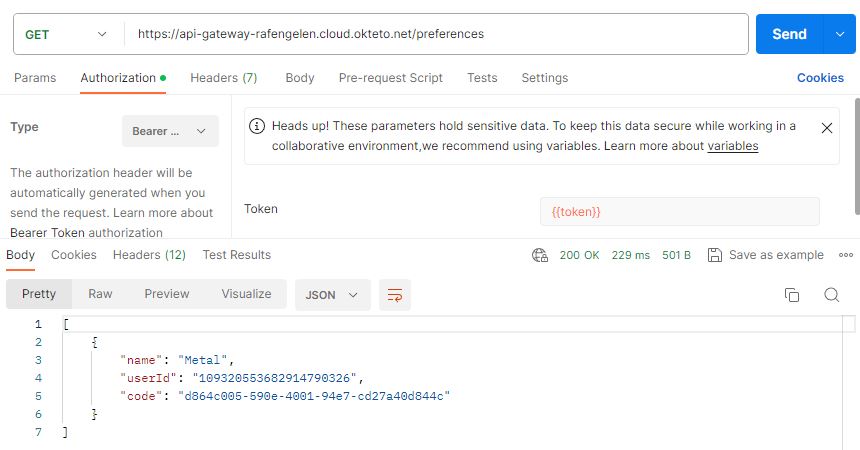 GET https://api-gateway-rafengelen.cloud.okteto.net/preferences Send
Params Authorization Headers (7) Body Pre-request Script Tests Settings Cookies
Type Bearer ...
The authorization header will be
automatically generated when you
send the request. Learn more about
Bearer Token authorization
Heads up! These parameters hold sensitive data. To keep this data secure while working in a
collaborative environment,we recommend using variables. Learn more about variables
Token {{token}}
Body Cookies Headers (12) Test Results 200 OK 229 ms 501 B Save as example
Pretty Raw Preview Visualize JSON
1 [
2 {
3 "name": "Metal",
4 "userId": "109320553682914790326",
5 "code": "d864c005-590e-4001-94e7-cd27a40d844c"
6 }
7 ]